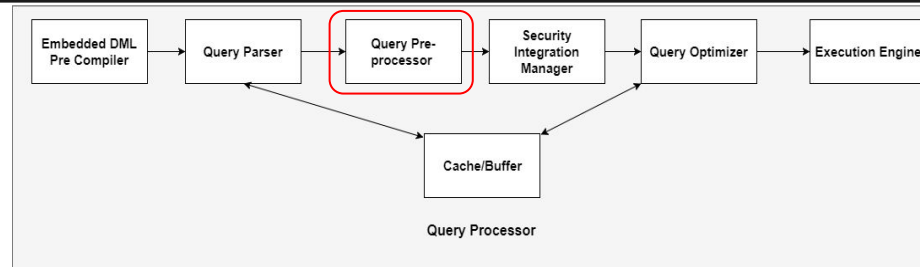 Embedded DML
Pre Compiler
Query Parser
Query Pre-
processor
Security
Integration
Manager
Query Optimizer
Execution Engine
Cache/Buffer
Query Processor